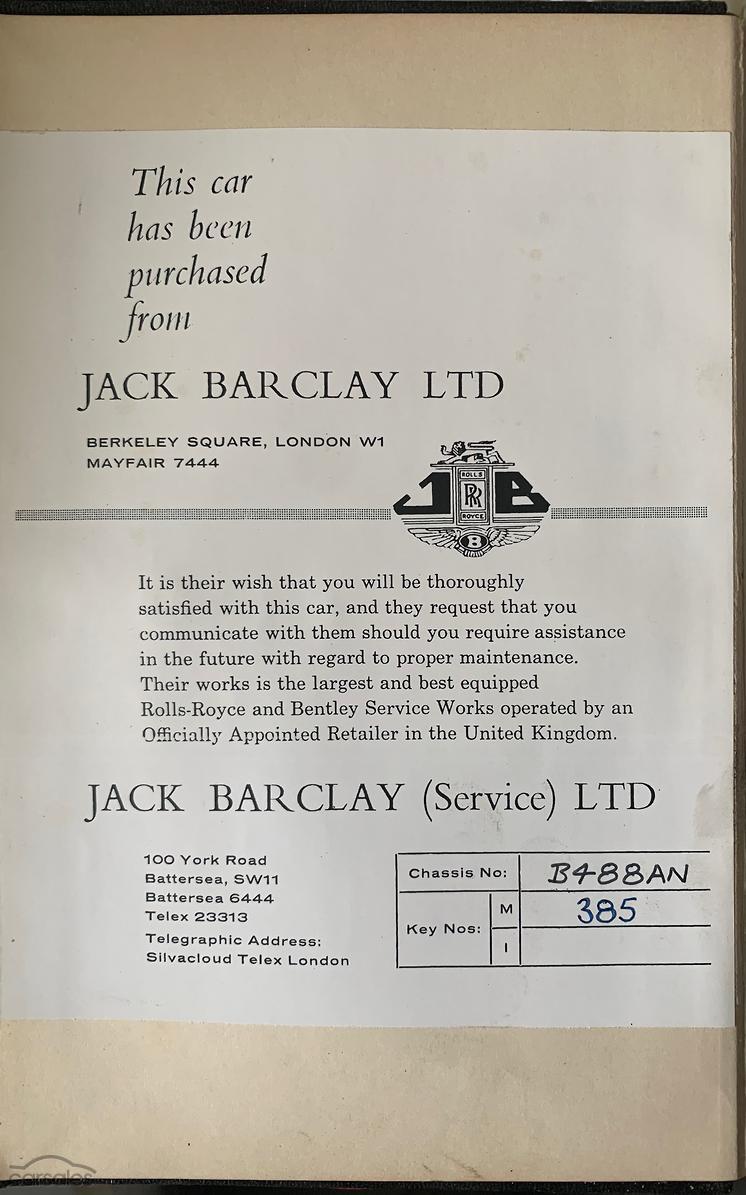 This car
has been
purchased
from
JACK BARCLAY LTD
BERKELEY SQUARE, LONDON W1
MAYFAIR 7444
ROLLS
J RR B
ROYCE
B
It is their wish that you will be thoroughly
satisfied with this car, and they request that you
communicate with them should you require assistance
in the future with regard to proper maintenance.
Their works is the largest and best equipped
Rolls-Royce and Bentley Service Works operated by an
Officially Appointed Retailer in the United Kingdom.
JACK BARCLAY (Service) LTD
100 York Road
Battersea, SW11
Battersea 6444
Telex 23313
Telegraphic Address:
Silvacloud Telex London
Chassis No: B488AN
Key Nos: M 385
I
carsales